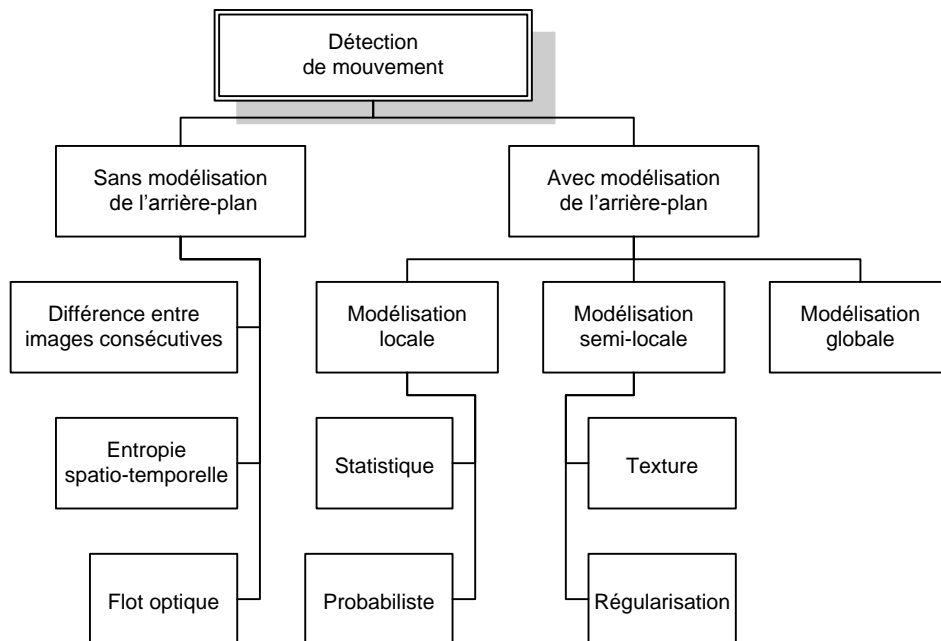 Détection
de mouvement
Sans modélisation
de l’arrière-plan
Avec modélisation
de l’arrière-plan
Différence entre
images consécutives
Modélisation
locale
Modélisation
semi-locale
Modélisation
globale
Entropie
spatio-temporelle
Statistique
Texture
Flot optique
Probabiliste
Régularisation